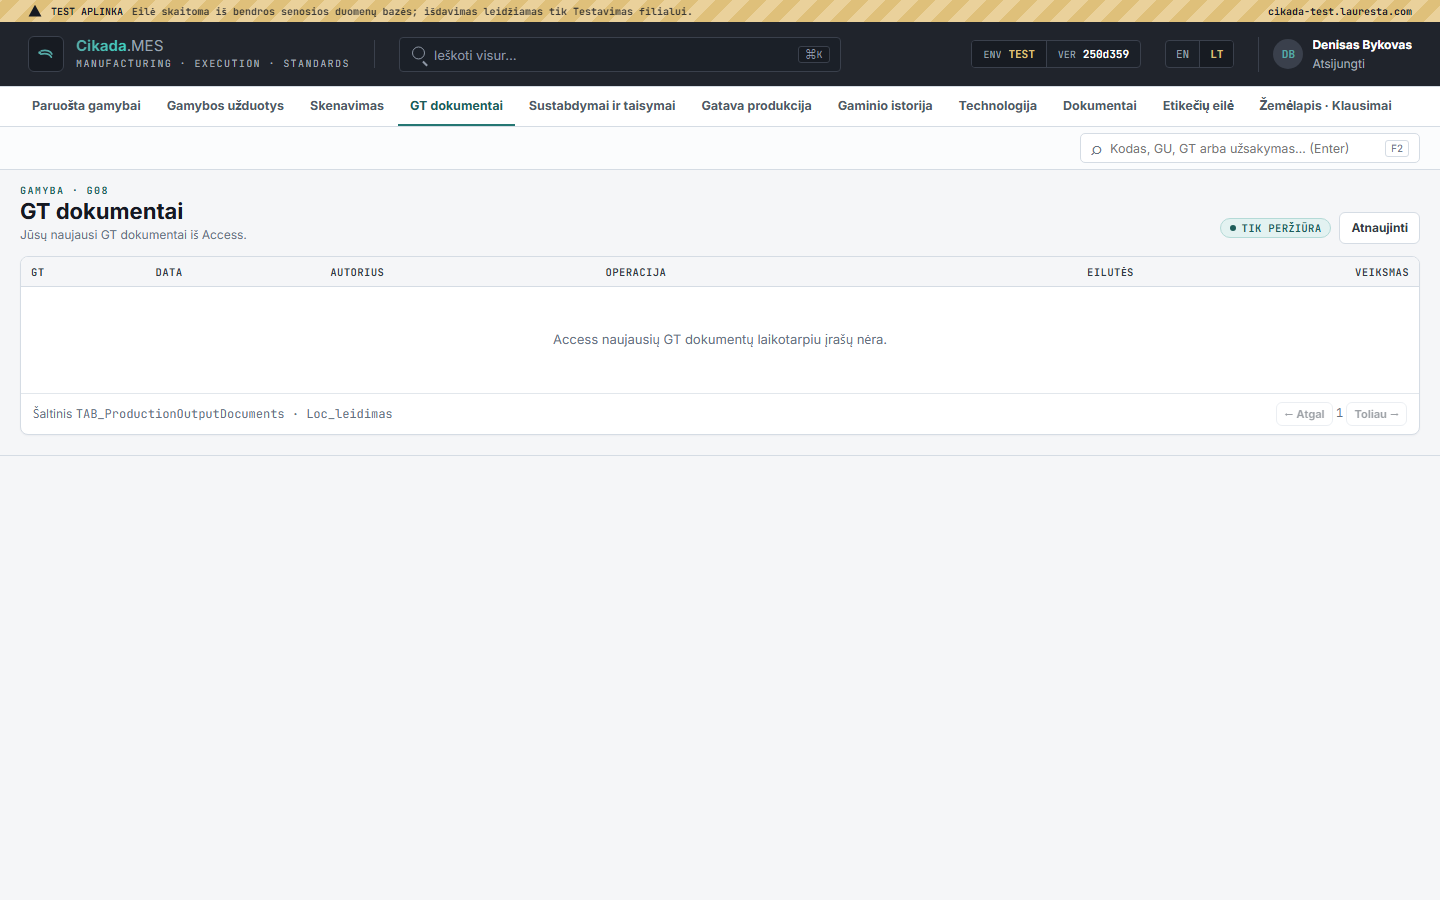 TEST APLINKA Eilė skaitoma iš bendros senosios duomenų bazės; išdavimas leidžiamas tik Testavimas filialui.
cikada-test.lauresta.com
Cikada.MES
MANUFACTURING · EXECUTION · STANDARDS
Ieškoti visur...
⌘K
ENV TEST
VER 250d359
EN
LT
DB
Denisas Bykovas
Atsijungti
Paruošta gamybai
Gamybos užduotys
Skenavimas
GT dokumentai
Sustabdymai ir taisymai
Gatava produkcija
Gaminio istorija
Technologija
Dokumentai
Etikečių eilė
Žemėlapis · Klausimai
Kodas, GU, GT arba užsakymas... (Enter)
F2
GAMYBA · G08
GT dokumentai
Jūsų naujausi GT dokumentai iš Access.
TIK PERŽIŪRA
Atnaujinti
GT
DATA
AUTORIUS
OPERACIJA
EILUTĖS
VEIKSMAS
Access naujausių GT dokumentų laikotarpiu įrašų nėra.
Šaltinis TAB_ProductionOutputDocuments · Loc_leidimas
← Atgal
1
Toliau →